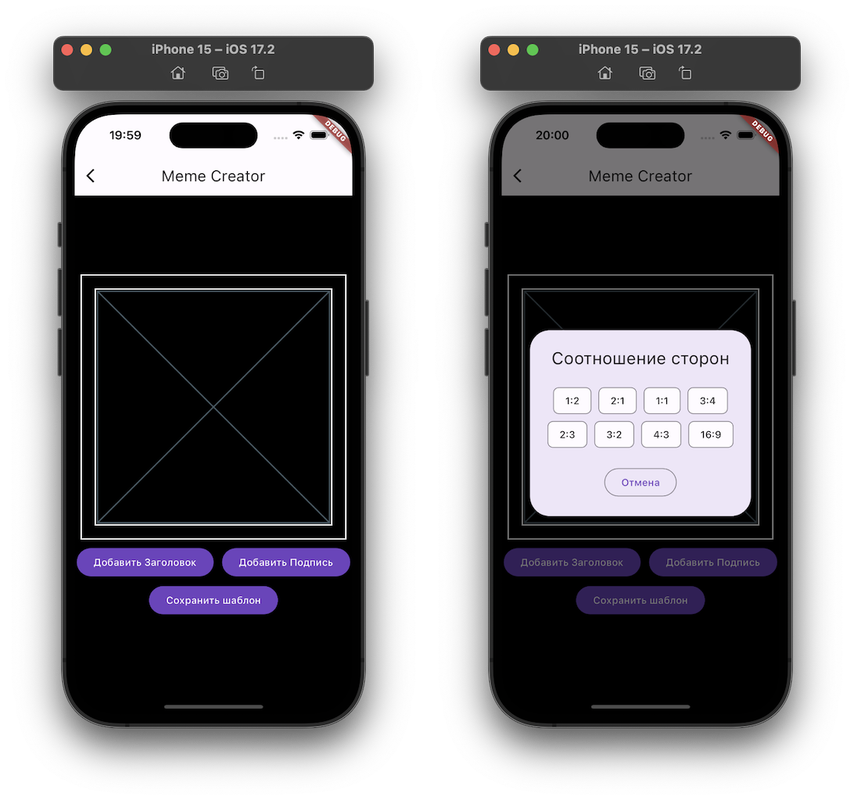 iPhone 15 – iOS 17.2
19:59
DEBUG
Meme Creator
Добавить Заголовок
Добавить Подпись
Сохранить шаблон
iPhone 15 – iOS 17.2
20:00
DEBUG
Meme Creator
Соотношение сторон
1:2 2:1 1:1 3:4
2:3 3:2 4:3 16:9
Отмена
Добавить Заголовок
Добавить Подпись
Сохранить шаблон